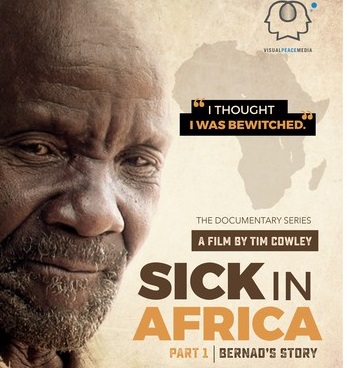 VISUALPEACEMEDIA
“I THOUGHT
I WAS BEWITCHED.”
THE DOCUMENTARY SERIES
A FILM BY TIM COWLEY
SICK IN
AFRICA
PART 1 | BERNAD'S STORY